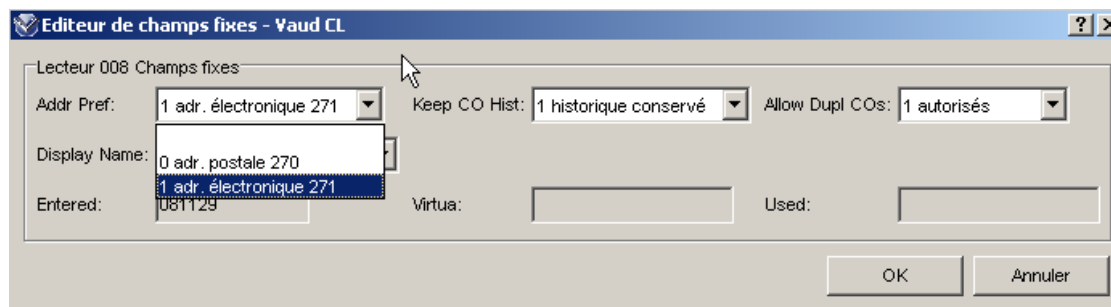 Editeur de champs fixes - Vaud CL
Lecteur 008 Champs fixes
Addr Pref: 1 adr. électronique 271 Keep CO Hist: 1 historique conservé Allow Dupl COs: 1 autorisés
Display Name: 0 adr. postale 270
1 adr. électronique 271
Entered: 081129 Virtua: Used:
OK Annuler